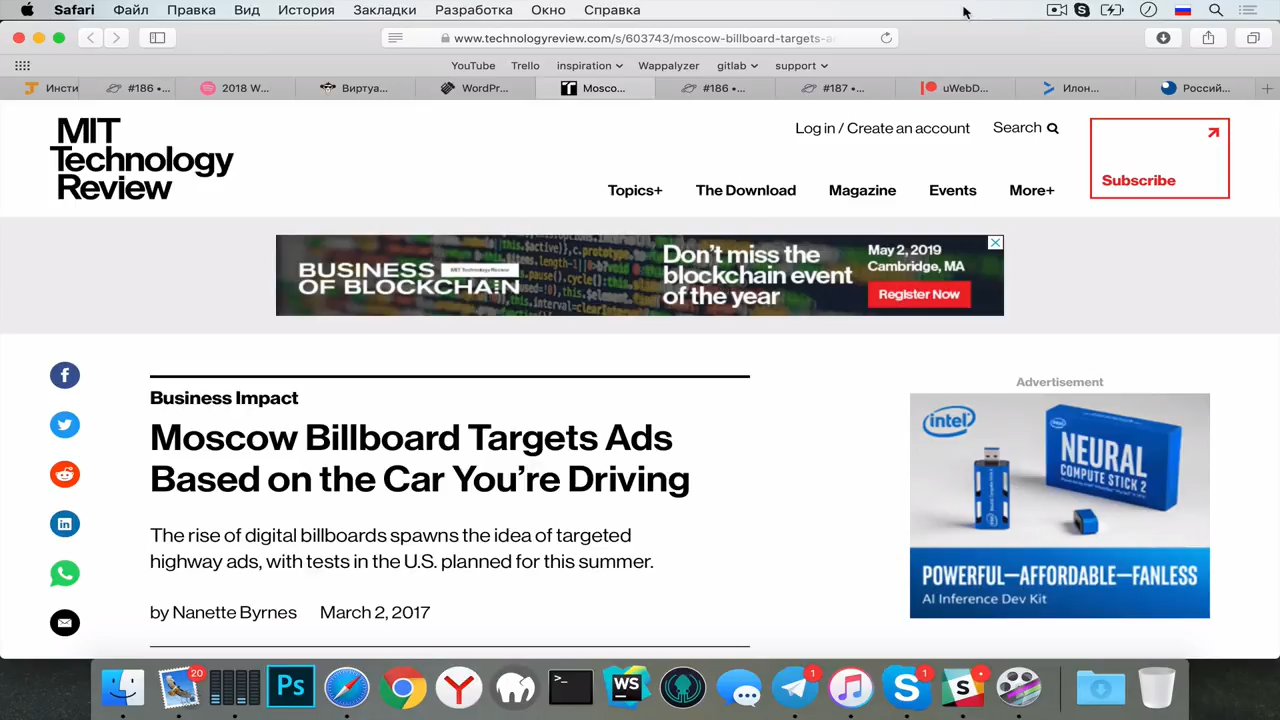 Safari Файл Правка Вид История Закладки Разработка Окно Справка
www.technologyreview.com/s/603743/moscow-billboard-targets-a
YouTube Trello inspiration Wappalyzer gitlab support
Инсти #186 •... 2018 W... Виртуа... WordPr... Mosco... #186 •... #187 •... uWebD... Илон... Российс...
MIT
Technology
Review
Log in / Create an account Search
Topics+ The Download Magazine Events More+
Subscribe
BUSINESS MIT Technology Review
OF BLOCKCHAIN
Don't miss the
blockchain event
of the year
May 2, 2019
Cambridge, MA
Register Now
Business Impact
Moscow Billboard Targets Ads
Based on the Car You're Driving
The rise of digital billboards spawns the idea of targeted
highway ads, with tests in the U.S. planned for this summer.
by Nanette Byrnes March 2, 2017
Advertisement
intel
NEURAL
COMPUTE STICK 2
POWERFUL—AFFORDABLE—FANLESS
AI Inference Dev Kit
20
Ps
WS
1
1